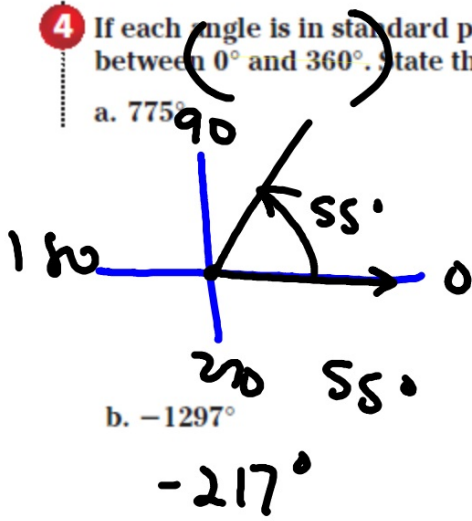 4 If each angle is in standard p
between 0° and 360°. State th
a. 775°
90
55°
180
0
270
55°
b. −1297°
-217°